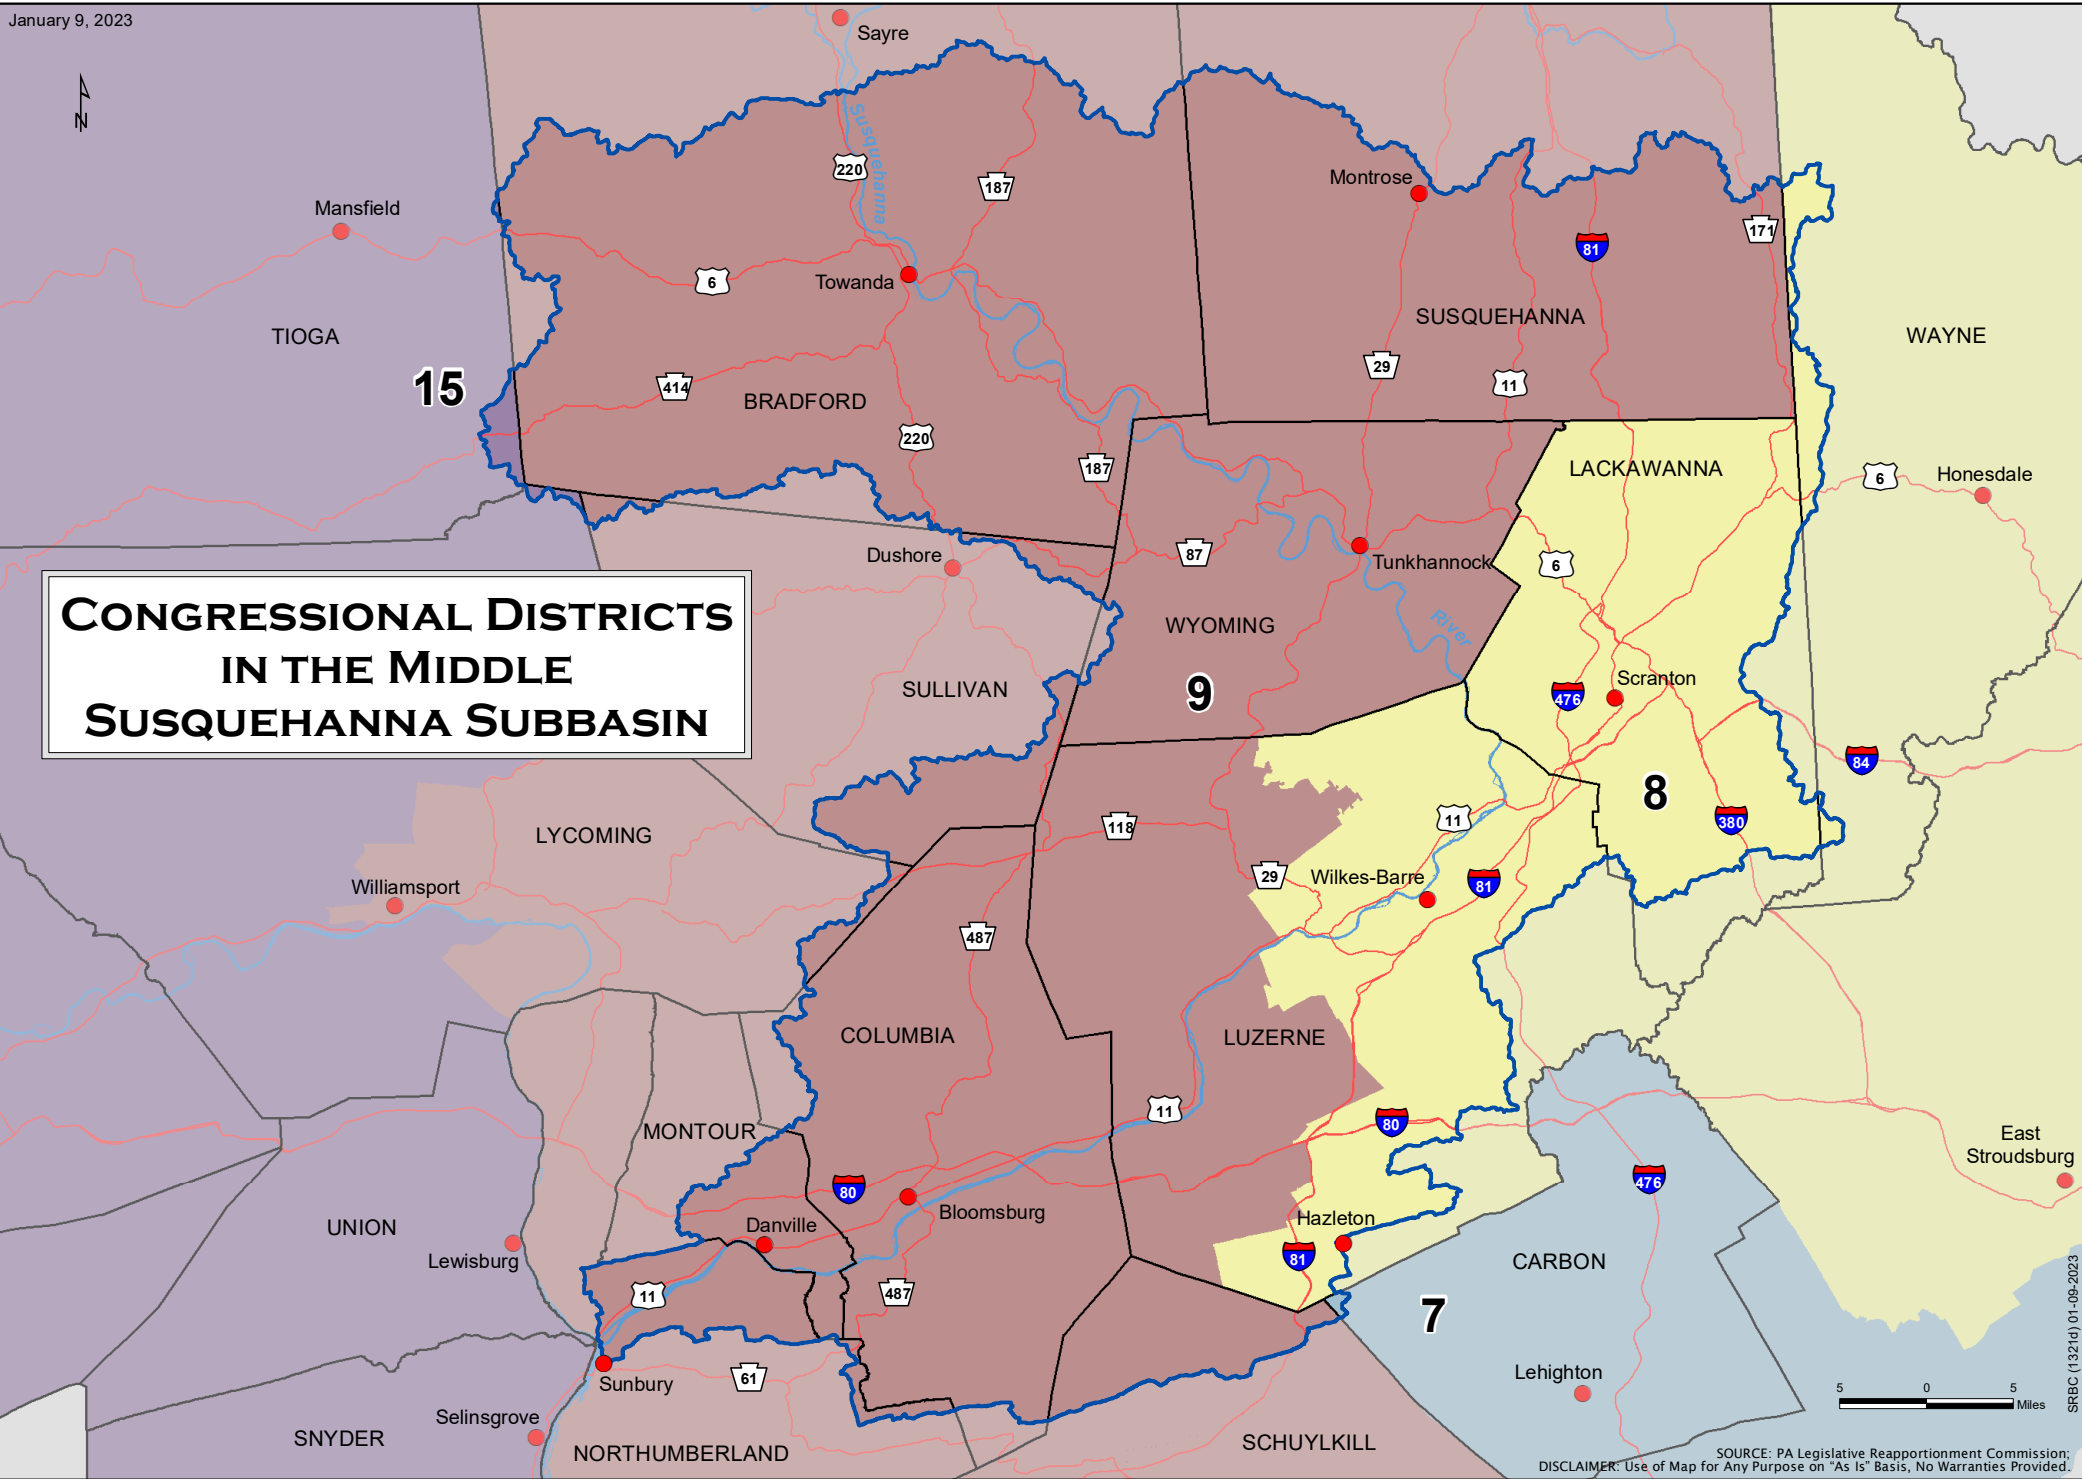 January 9, 2023
Sayre
N
Susquehanna
220
187
Montrose
171
81
Mansfield
6
Towanda
TIOGA
SUSQUEHANNA
WAYNE
15
414
BRADFORD
29
11
220
187
LACKAWANNA
6
Honesdale
Dushore
87
Tunkhannock
6
CONGRESSIONAL DISTRICTS
IN THE MIDDLE
SUSQUEHANNA SUBBASIN
WYOMING
River
SULLIVAN
9
476
Scranton
84
8
LYCOMING
118
11
380
Williamsport
29
Wilkes-Barre
81
487
COLUMBIA
LUZERNE
11
80
MONTOUR
East
Stroudsburg
80
476
UNION
Danville
Bloomsburg
Hazleton
Lewisburg
81
CARBON
11
487
7
61
Sunbury
Lehighton
5 0 5
Miles
Selinsgrove
SNYDER
NORTHUMBERLAND
SCHUYLKILL
SRBC (1321d) 01-09-2023
SOURCE: PA Legislative Reapportionment Commission;
DISCLAIMER: Use of Map for Any Purpose on "As Is" Basis, No Warranties Provided.